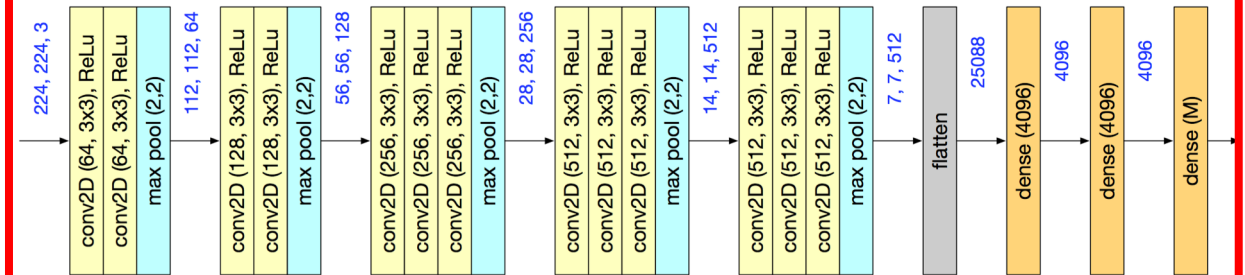 224, 224, 3
conv2D (64, 3x3), ReLu
conv2D (64, 3x3), ReLu
max pool (2,2)
112, 112, 64
conv2D (128, 3x3), ReLu
conv2D (128, 3x3), ReLu
max pool (2,2)
56, 56, 128
conv2D (256, 3x3), ReLu
conv2D (256, 3x3), ReLu
conv2D (256, 3x3), ReLu
max pool (2,2)
28, 28, 256
conv2D (512, 3x3), ReLu
conv2D (512, 3x3), ReLu
conv2D (512, 3x3), ReLu
max pool (2,2)
14, 14, 512
conv2D (512, 3x3), ReLu
conv2D (512, 3x3), ReLu
conv2D (512, 3x3), ReLu
max pool (2,2)
7, 7, 512
flatten
25088
dense (4096)
4096
dense (4096)
4096
dense (M)